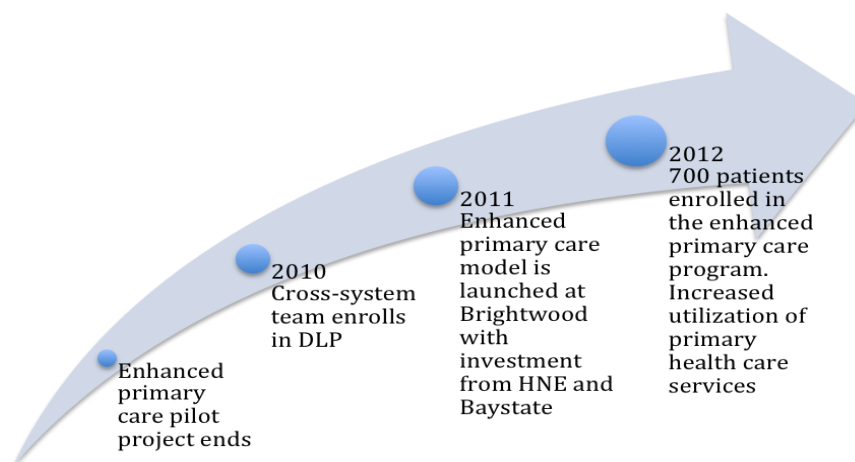 Enhanced
primary
care pilot
project ends
2010
Cross-system
team enrolls
in DLP
2011
Enhanced
primary care
model is
launched at
Brightwood
with
investment
from HNE and
Baystate
2012
700 patients
enrolled in
the enhanced
primary care
program.
Increased
utilization of
primary
health care
services